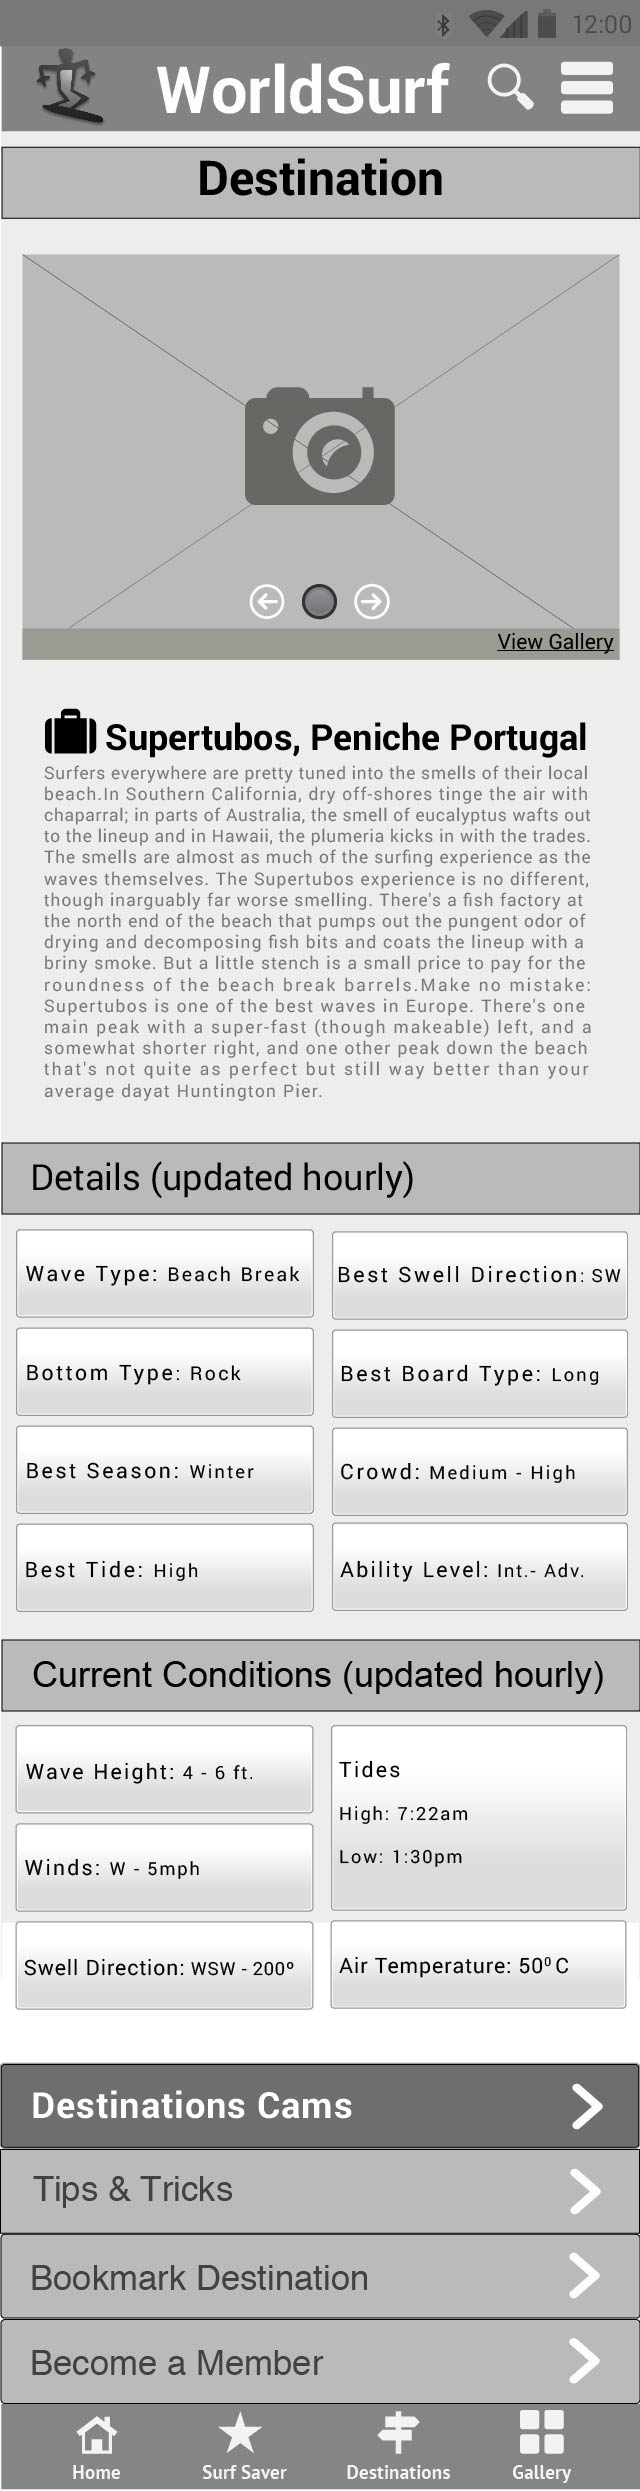 12:00
WorldSurf
Destination
View Gallery
Supertubos, Peniche Portugal
Surfers everywhere are pretty tuned into the smells of their local
beach.In Southern California, dry off-shores tinge the air with
chaparral; in parts of Australia, the smell of eucalyptus wafts out
to the lineup and in Hawaii, the plumeria kicks in with the trades.
The smells are almost as much of the surfing experience as the
waves themselves. The Supertubos experience is no different,
though inarguably far worse smelling. There's a fish factory at
the north end of the beach that pumps out the pungent odor of
drying and decomposing fish bits and coats the lineup with a
briny smoke. But a little stench is a small price to pay for the
roundness of the beach break barrels.Make no mistake:
Supertubos is one of the best waves in Europe. There's one
main peak with a super-fast (though makeable) left, and a
somewhat shorter right, and one other peak down the beach
that's not quite as perfect but still way better than your
average dayat Huntington Pier.
Details (updated hourly)
Wave Type: Beach Break
Best Swell Direction: SW
Bottom Type: Rock
Best Board Type: Long
Best Season: Winter
Crowd: Medium - High
Best Tide: High
Ability Level: Int.- Adv.
Current Conditions (updated hourly)
Wave Height: 4 - 6 ft.
Tides
High: 7:22am
Low: 1:30pm
Winds: W - 5mph
Swell Direction: WSW - 200º
Air Temperature: 50⁰ C
Destinations Cams
Tips & Tricks
Bookmark Destination
Become a Member
Home
Surf Saver
Destinations
Gallery